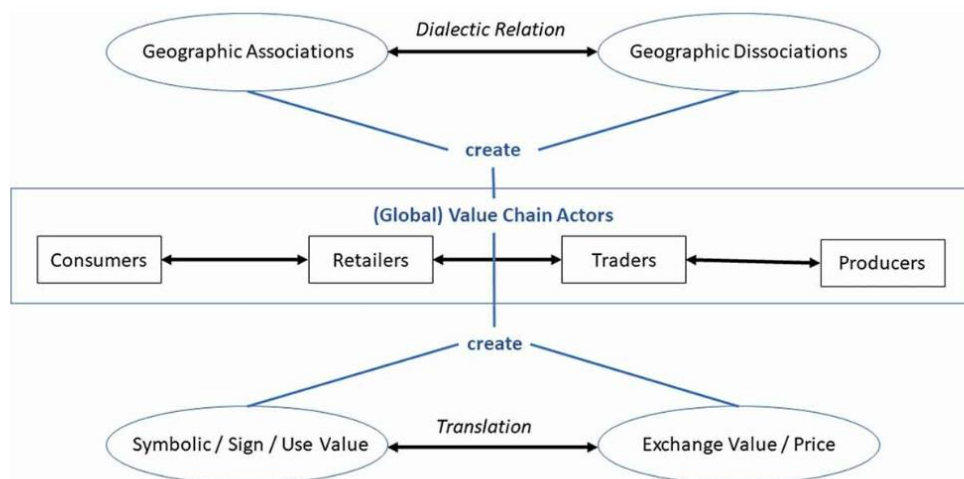 Dialectic Relation
Geographic Associations
Geographic Dissociations
create
(Global) Value Chain Actors
Consumers
Retailers
Traders
Producers
create
Translation
Symbolic / Sign / Use Value
Exchange Value / Price